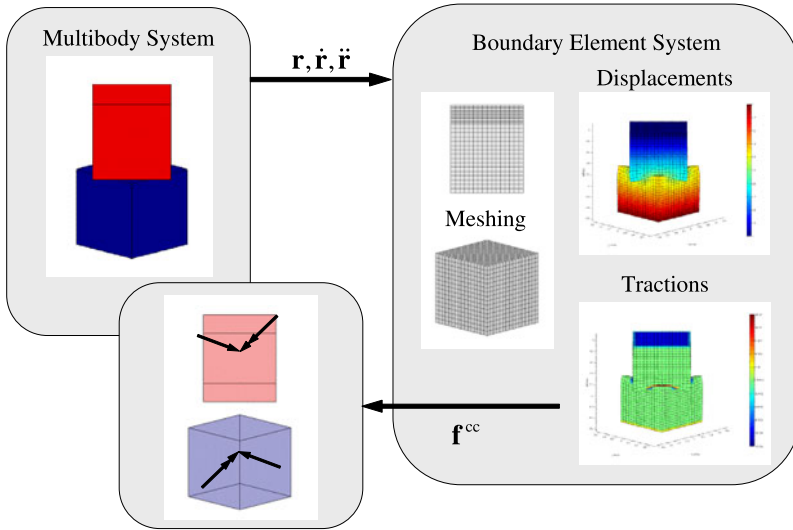 Multibody System
r, ṙ, r̈
Boundary Element System
Displacements
Meshing
Tractions
f^cc